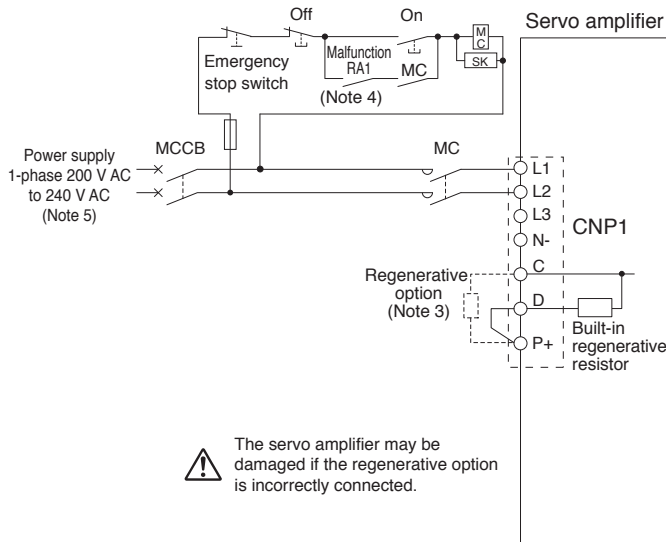 Off
On
Servo amplifier
Emergency
stop switch
Malfunction
RA1
(Note 4)
MC
M
C
SK
Power supply
1-phase 200 V AC
to 240 V AC
(Note 5)
MCCB
MC
L1
L2
L3
N-
C
D
P+
CNP1
Regenerative
option
(Note 3)
Built-in
regenerative
resistor
The servo amplifier may be
damaged if the regenerative option
is incorrectly connected.